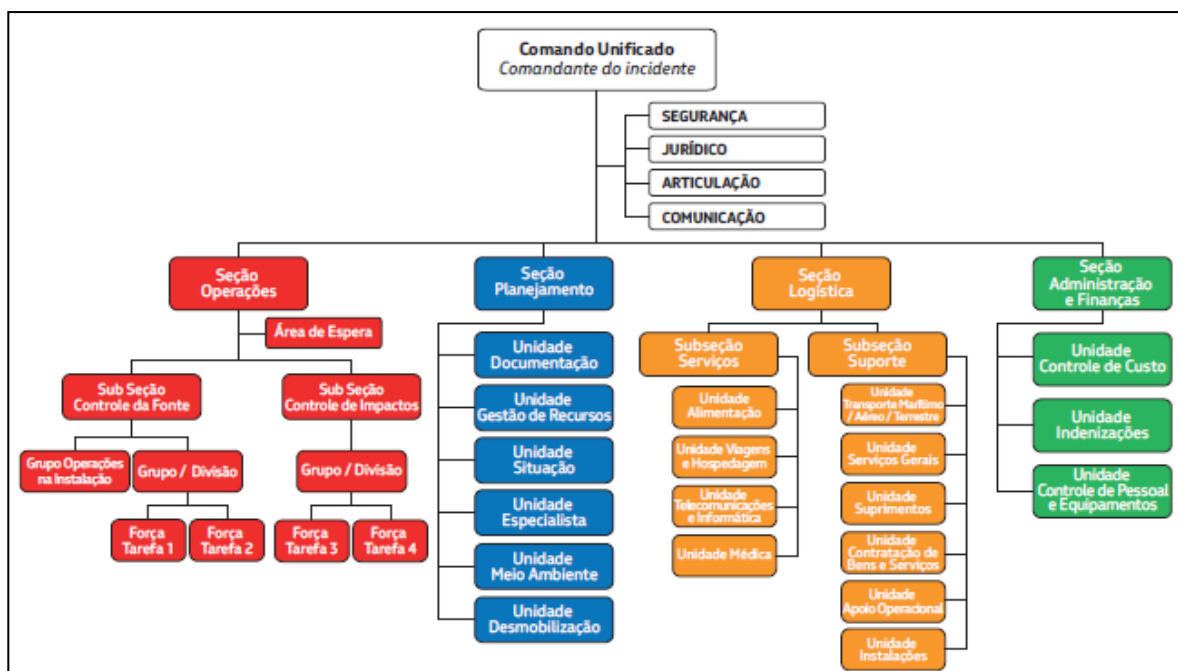 Comando Unificado
Comandante do incidente
SEGURANÇA
JURÍDICO
ARTICULAÇÃO
COMUNICAÇÃO
Seção
Operações
Área de Espera
Sub Seção
Controle da Fonte
Sub Seção
Controle de Impactos
Grupo Operações
na Instalação
Grupo / Divisão
Grupo / Divisão
Força
Tarefa 1
Força
Tarefa 2
Força
Tarefa 3
Força
Tarefa 4
Seção
Planejamento
Unidade
Documentação
Unidade
Gestão de Recursos
Unidade
Situação
Unidade
Especialista
Unidade
Meio Ambiente
Unidade
Desmobilização
Seção
Logística
Subseção
Serviços
Unidade
Alimentação
Unidade Viagens
e Hospedagem
Unidade
Telecomunicações
e Informática
Unidade Médica
Subseção
Suporte
Unidade
Transporte Marítimo
/ Aéreo / Terrestre
Unidade
Serviços Gerais
Unidade
Suprimentos
Unidade
Contratação de
Bens e Serviços
Unidade
Apoio Operacional
Unidade
Instalações
Seção
Administração
e Finanças
Unidade
Controle de Custo
Unidade
Indenizações
Unidade
Controle de Pessoal
e Equipamentos